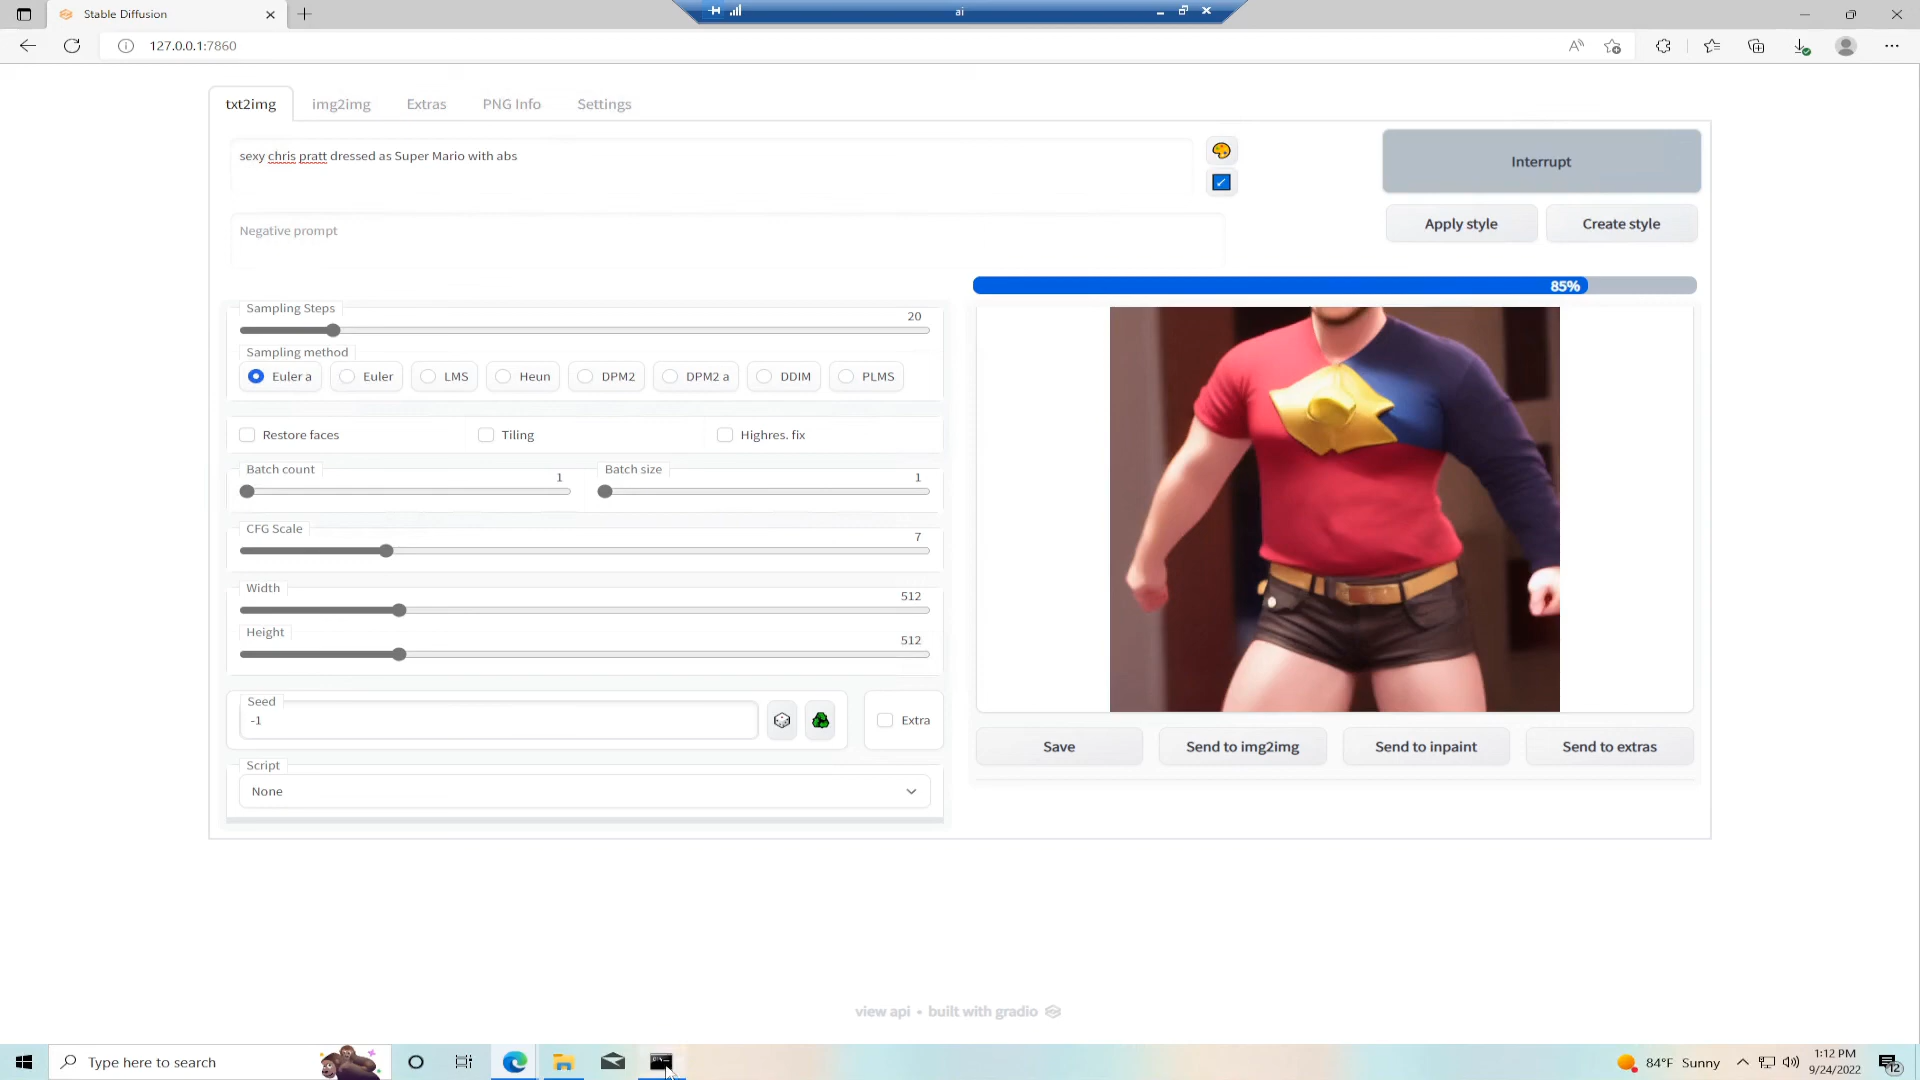 Stable Diffusion
ai
127.0.0.1:7860
txt2img
img2img
Extras
PNG Info
Settings
sexy chris pratt dressed as Super Mario with abs
Interrupt
Negative prompt
Apply style
Create style
85%
Sampling Steps
20
Sampling method
Euler a
Euler
LMS
Heun
DPM2
DPM2 a
DDIM
PLMS
Restore faces
Tiling
Highres. fix
Batch count
1
Batch size
1
CFG Scale
7
Width
512
Height
512
Seed
-1
Extra
Save
Send to img2img
Send to inpaint
Send to extras
Script
None
view api • built with gradio
Type here to search
84°F Sunny
1:12 PM
9/24/2022
12